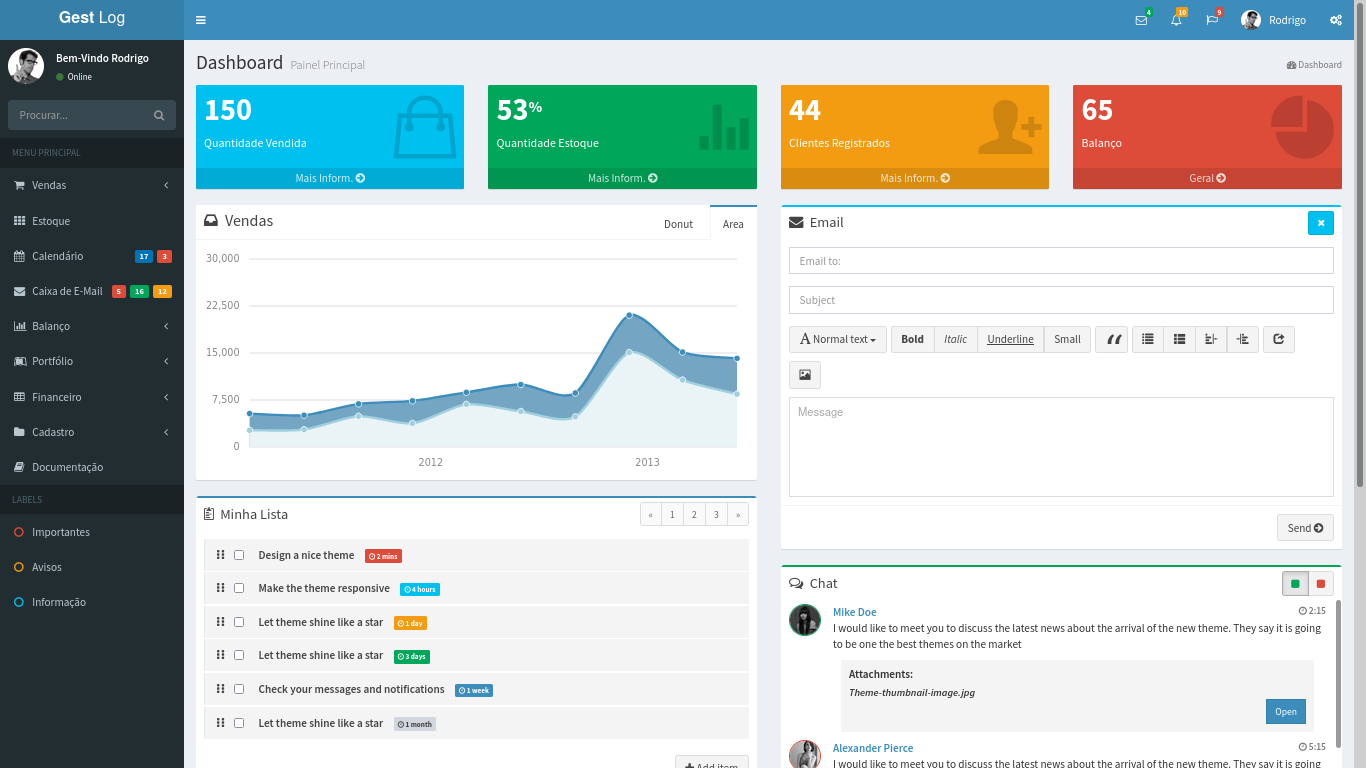 Gest Log
4
10
9
Rodrigo
Bem-Vindo Rodrigo
Online
Procurar...
MENU PRINCIPAL
Vendas
Estoque
Calendário 17 3
Caixa de E-Mail 5 16 12
Balanço
Portfólio
Financeiro
Cadastro
Documentação
LABELS
Importantes
Avisos
Informação
Dashboard Painel Principal
Dashboard
150
Quantidade Vendida
Mais Inform.
53%
Quantidade Estoque
Mais Inform.
44
Clientes Registrados
Mais Inform.
65
Balanço
Geral
Vendas
Donut
Area
30,000
22,500
15,000
7,500
0
2012
2013
Minha Lista
« 1 2 3 »
Design a nice theme 2 mins
Make the theme responsive 4 hours
Let theme shine like a star 1 day
Let theme shine like a star 3 days
Check your messages and notifications 1 week
Let theme shine like a star 1 month
Add item
Email
Email to:
Subject
A Normal text Bold Italic Underline Small
Message
Send
Chat
Mike Doe 2:15
I would like to meet you to discuss the latest news about the arrival of the new theme. They say it is going
to be one the best themes on the market
Attachments:
Theme-thumbnail-image.jpg
Open
Alexander Pierce 5:15
I would like to meet you to discuss the latest news about the arrival of the new theme. They say it is going